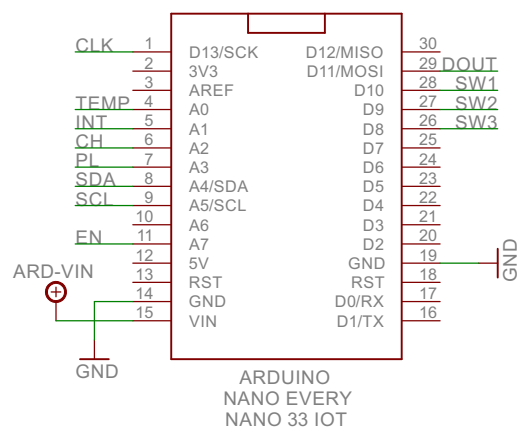 CLK 1 D13/SCK D12/MISO 30
2 3V3 D11/MOSI 29 DOUT
3 AREF D10 28 SW1
TEMP 4 A0 D9 27 SW2
INT 5 A1 D8 26 SW3
CH 6 A2 D7 25
PL 7 A3 D6 24
SDA 8 A4/SDA D5 23
SCL 9 A5/SCL D4 22
10 A6 D3 21
EN 11 A7 D2 20
12 5V GND 19 GND
ARD-VIN 13 RST RST 18
14 GND D0/RX 17
15 VIN D1/TX 16
GND
ARDUINO
NANO EVERY
NANO 33 IOT